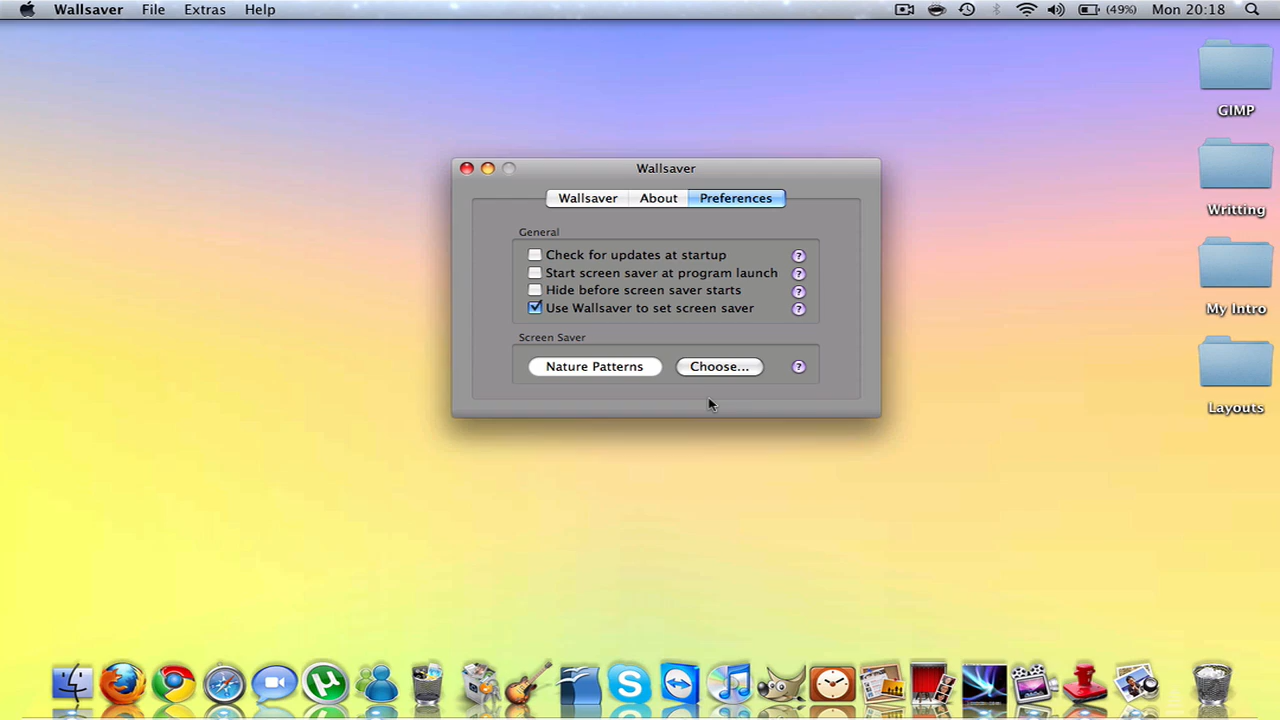 Wallsaver File Extras Help (49%) Mon 20:18
GIMP
Writting
My Intro
Layouts
Wallsaver
Wallsaver About Preferences
General
Check for updates at startup ?
Start screen saver at program launch ?
Hide before screen saver starts ?
Use Wallsaver to set screen saver ?
Screen Saver
Nature Patterns Choose... ?